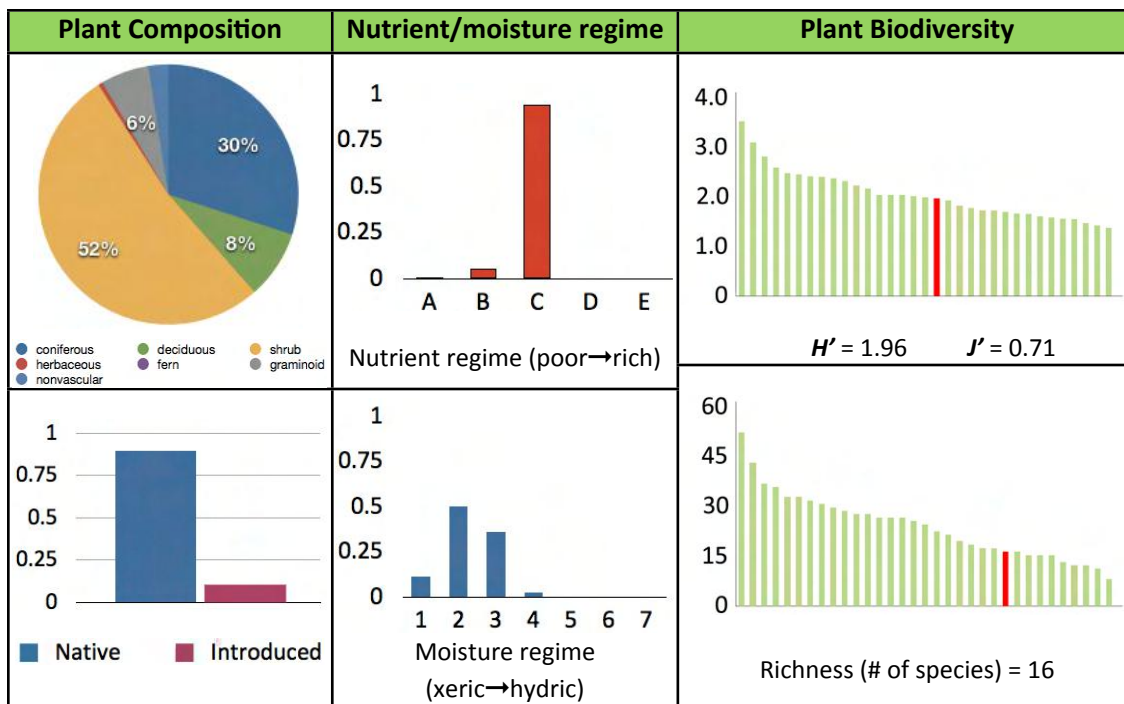 Plant Composition
Nutrient/moisture regime
Plant Biodiversity
30%
8%
52%
6%
coniferous
deciduous
shrub
herbaceous
fern
graminoid
nonvascular
1
0.75
0.5
0.25
0
A B C D E
Nutrient regime (poor→rich)
4.0
3.0
2.0
1.0
0
H’ = 1.96 J’ = 0.71
1
0.75
0.5
0.25
0
Native Introduced
1
0.75
0.5
0.25
0
1 2 3 4 5 6 7
Moisture regime
(xeric→hydric)
60
45
30
15
0
Richness (# of species) = 16